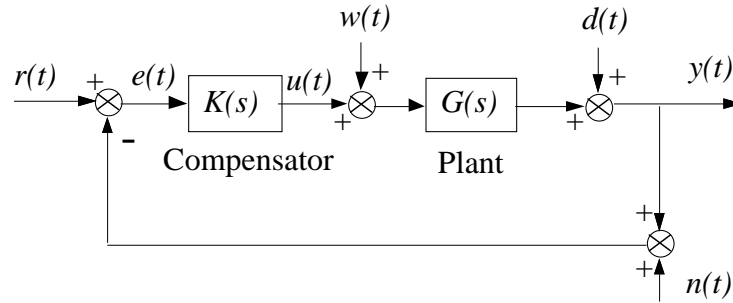 w(t)
d(t)
r(t) + e(t) K(s) u(t) + + G(s) + + y(t)
-
Compensator Plant
+
+
n(t)